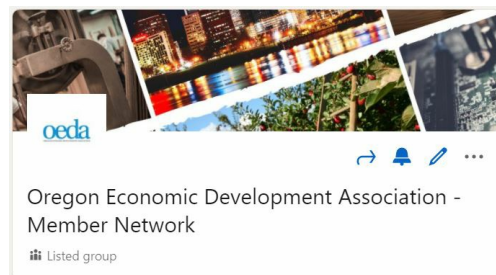 oeda
Oregon Economic Development Association -
Member Network
Listed group